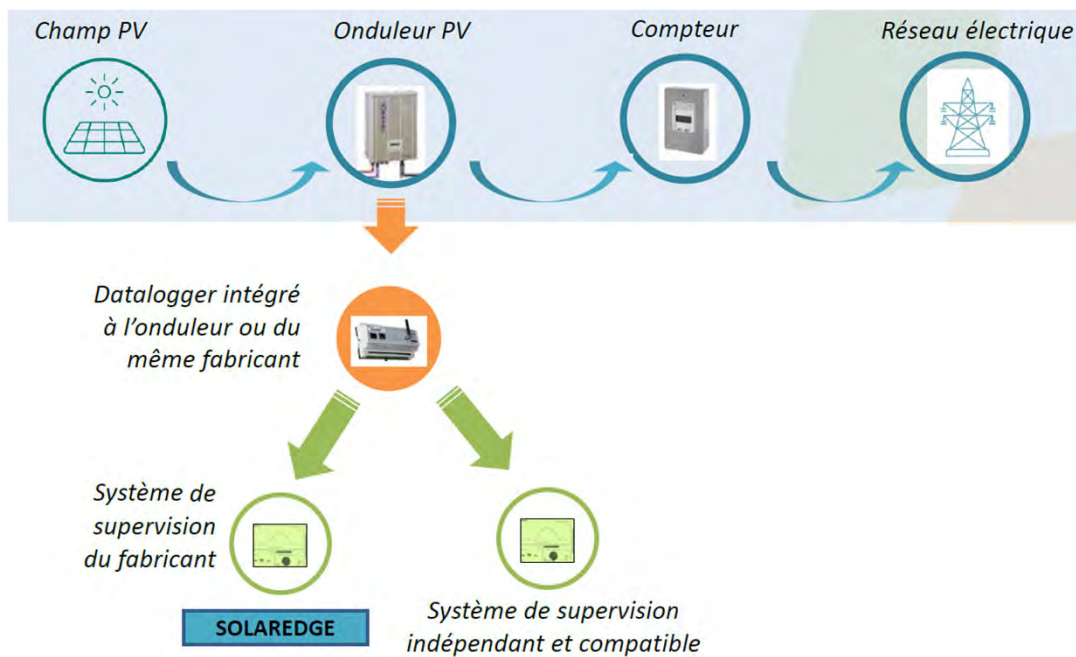 Champ PV
Onduleur PV
Compteur
Réseau électrique
Datalogger intégré
à l'onduleur ou du
même fabricant
Système de
supervision
du fabricant
SOLAREDGE
Système de supervision
indépendant et compatible